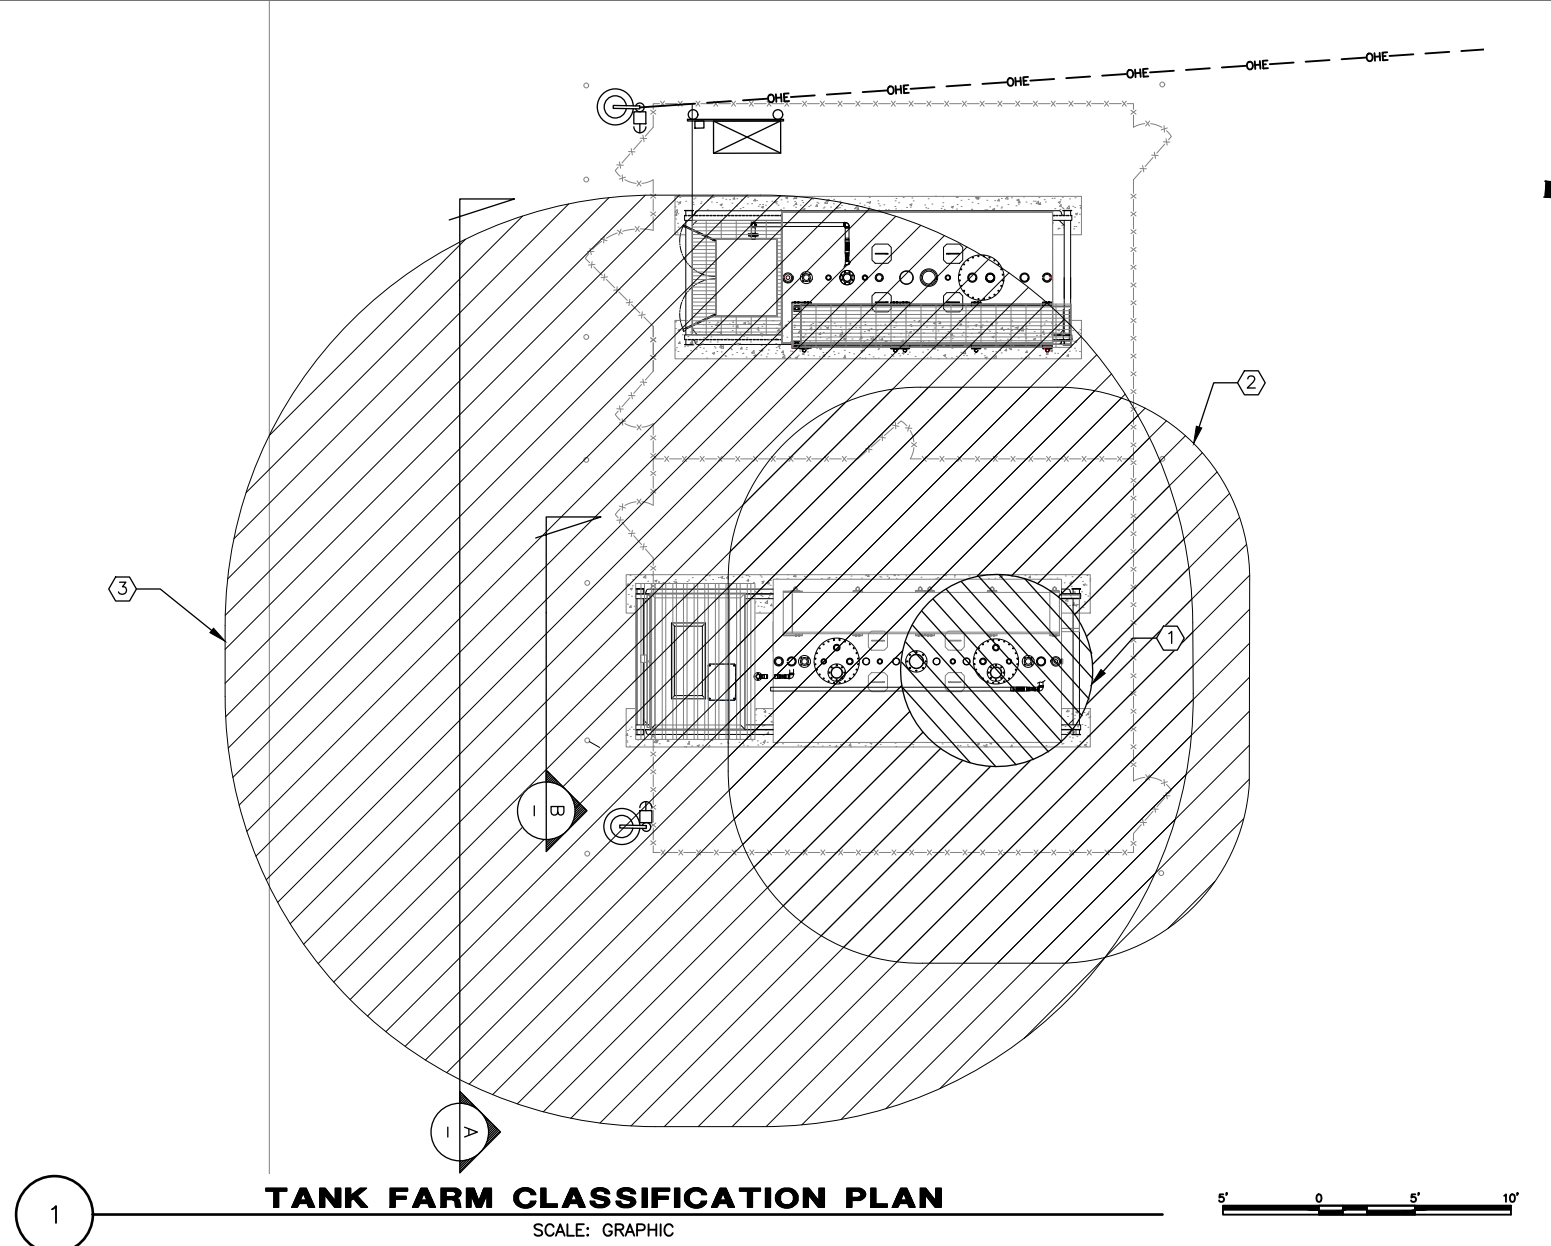 OHE OHE OHE OHE OHE OHE
2
3
1
B
–
A
–
1
TANK FARM CLASSIFICATION PLAN
SCALE: GRAPHIC
5' 0 5' 10'